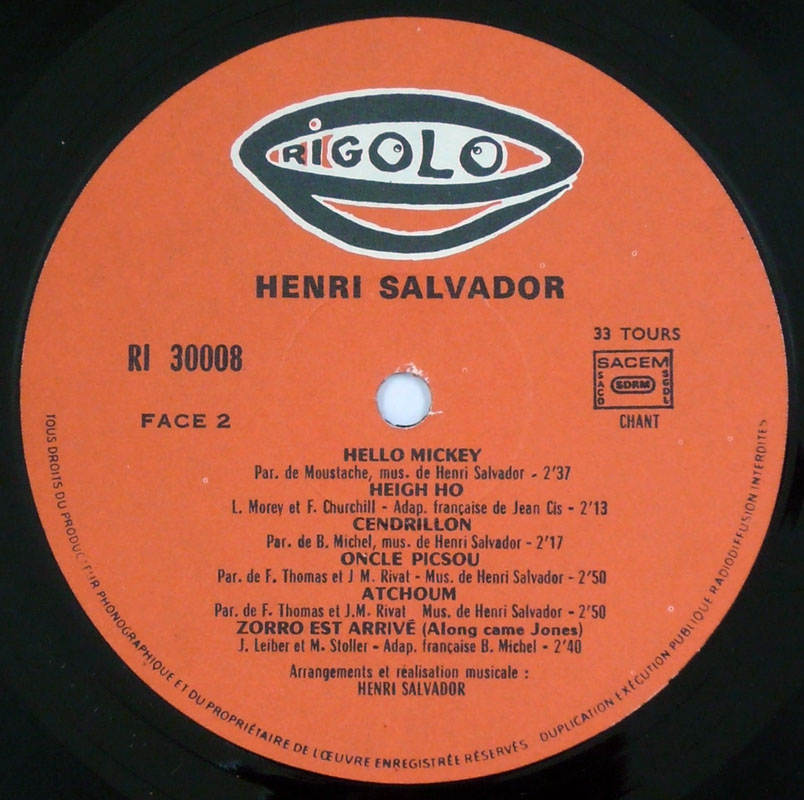 RIGOLO
HENRI SALVADOR
RI 30008
33 TOURS
SACEM
SACD
SDRM
SGDL
FACE 2
CHANT
HELLO MICKEY
Par. de Moustache, mus. de Henri Salvador - 2'37
HEIGH HO
L. Morey et F. Churchill - Adap. française de Jean Cis - 2'13
CENDRILLON
Par. de B. Michel, mus. de Henri Salvador - 2'17
ONCLE PICSOU
Par. de F. Thomas et J M. Rivat - Mus. de Henri Salvador - 2'50
ATCHOUM
Par. de F. Thomas et J.M. Rivat Mus. de Henri Salvador - 2'50
ZORRO EST ARRIVÉ (Along came Jones)
J. Leiber et M. Stoller - Adap. française B. Michel - 2'40
Arrangements et réalisation musicale :
HENRI SALVADOR
TOUS DROITS DU PRODUCTEUR PHONOGRAPHIQUE ET DU PROPRIÉTAIRE DE L'ŒUVRE ENREGISTRÉE RÉSERVÉS DUPLICATION EXÉCUTION PUBLIQUE RADIODIFFUSION INTERDITES